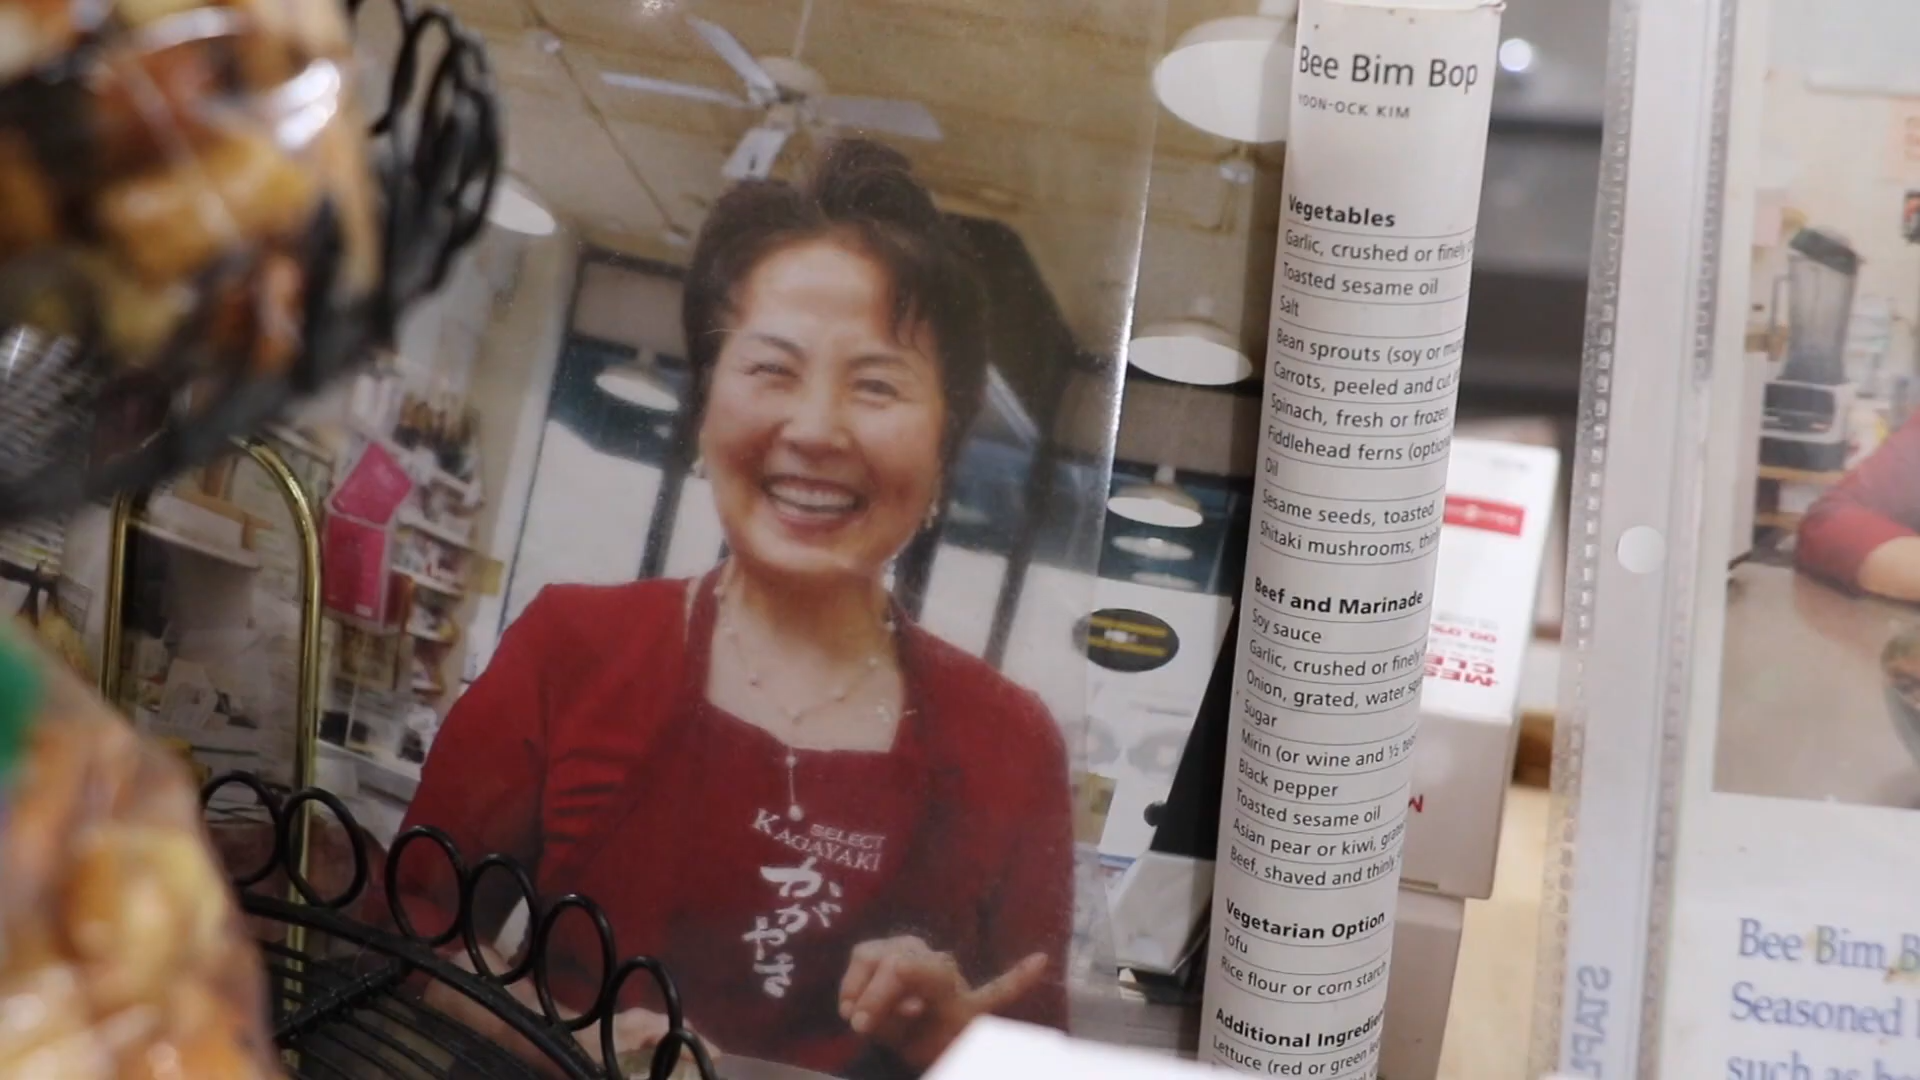 Bee Bim Bop
YOON-OCK KIM
Vegetables
Garlic, crushed or finely
Toasted sesame oil
Salt
Bean sprouts (soy or
Carrots, peeled and cut
Spinach, fresh or frozen
Fiddlehead ferns
Oil
Sesame seeds, toasted
Shitaki mushrooms,
Beef and Marinade
Soy sauce
Garlic, crushed or finely
Onion, grated, water
Sugar
Mirin (or wine and ½
Black pepper
Toasted sesame oil
Asian pear or kiwi,
Beef, shaved and thinly
Vegetarian Option
Tofu
Rice flour or corn starch
Additional
Lettuce (red or green
SELECT
KAGAYAKI
かがやき
Bee Bim
Seasoned
such as